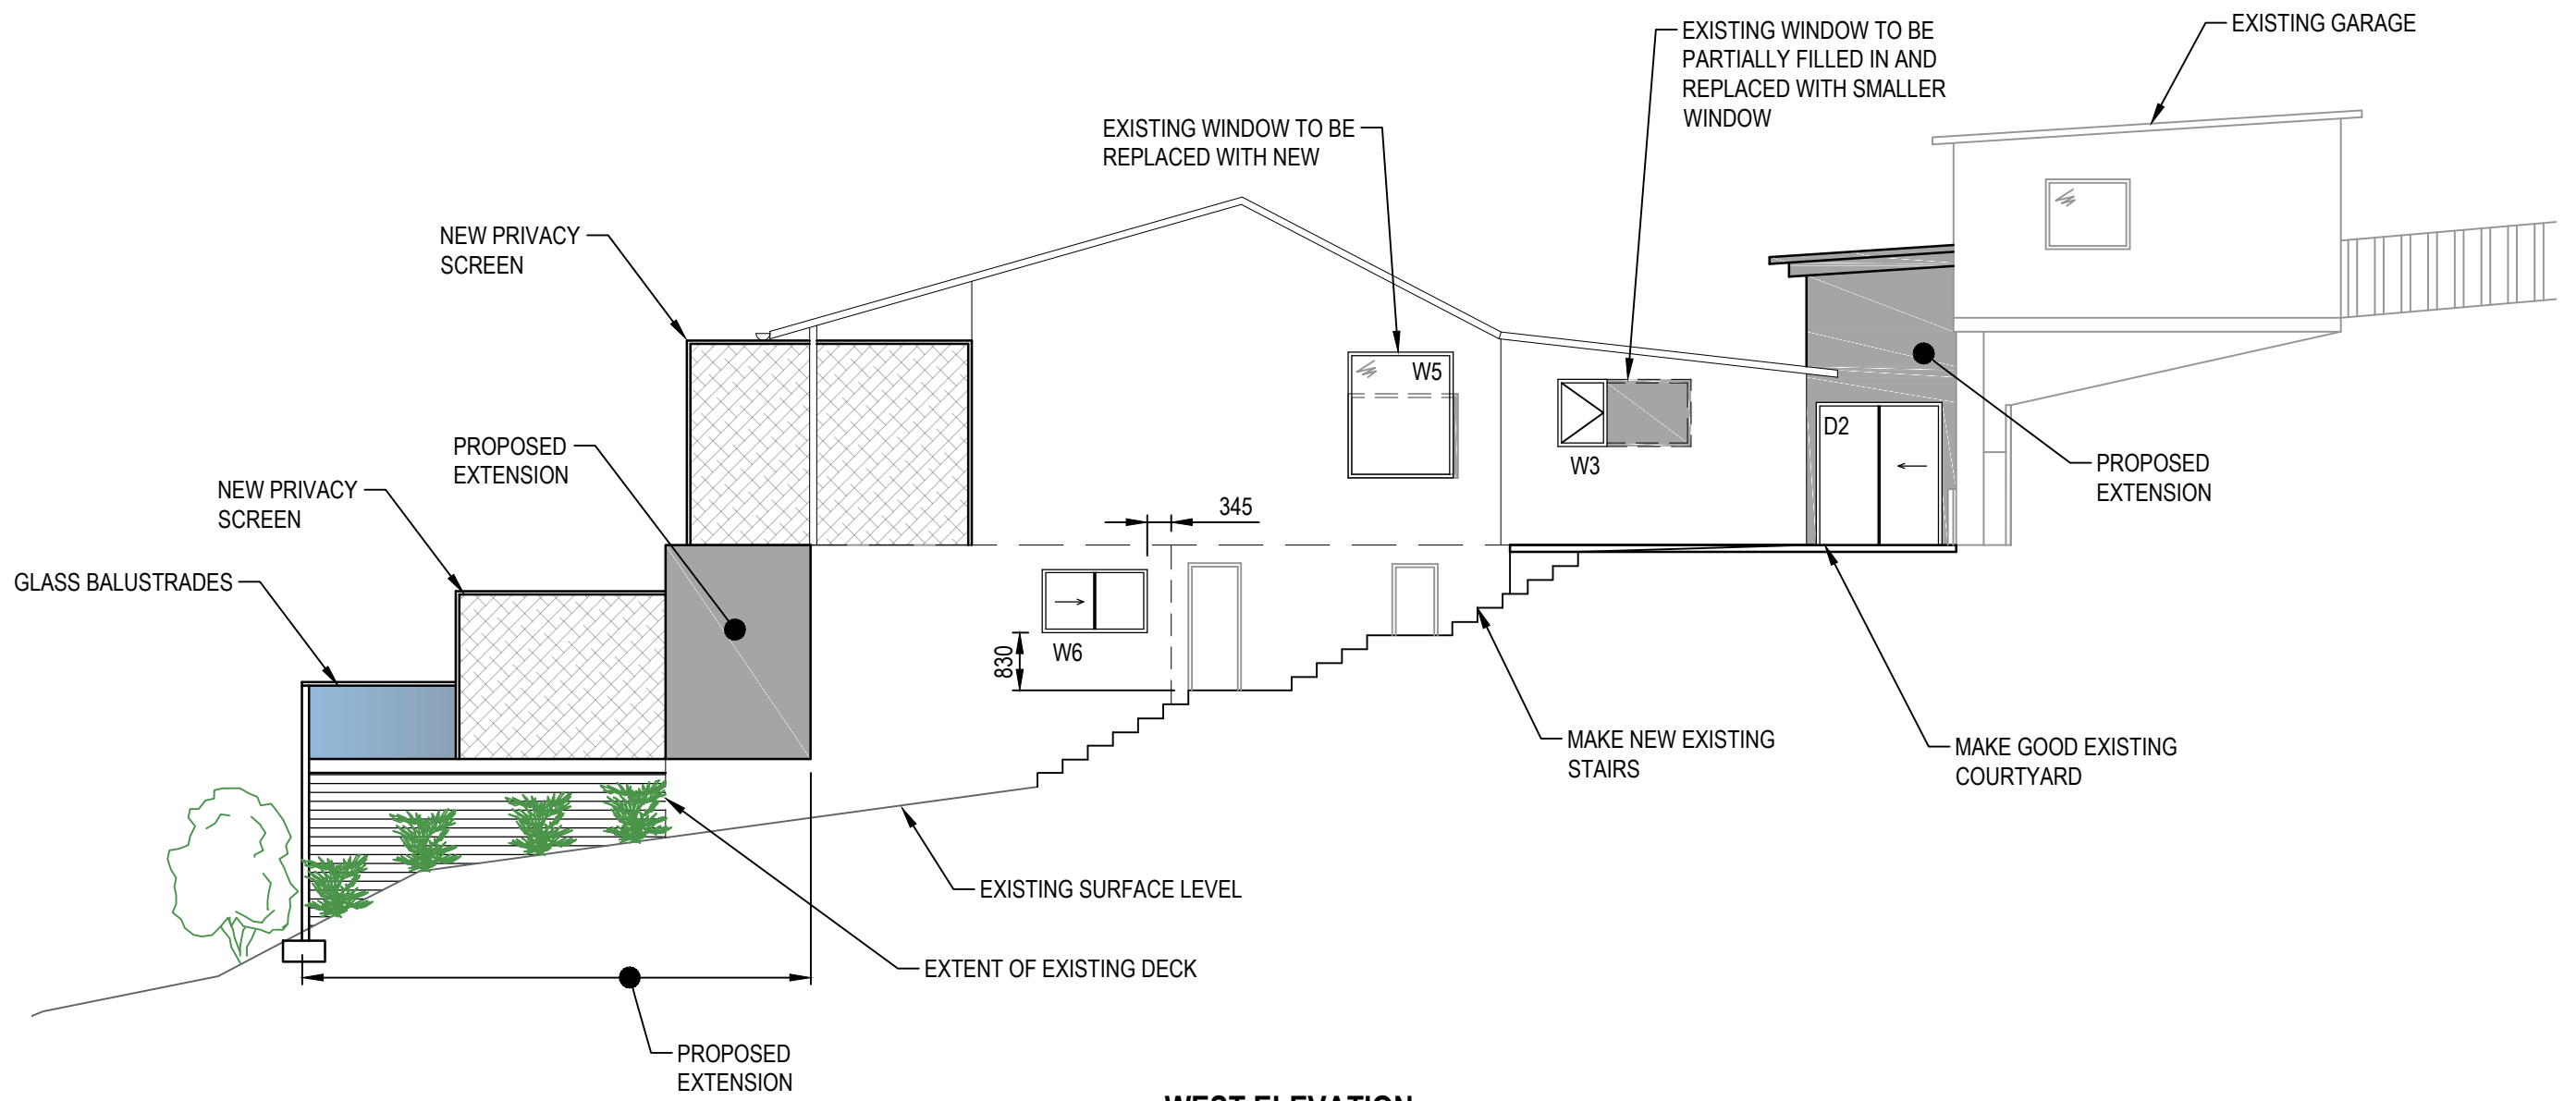 EXISTING GARAGE
EXISTING WINDOW TO BE
PARTIALLY FILLED IN AND
REPLACED WITH SMALLER
WINDOW
EXISTING WINDOW TO BE
REPLACED WITH NEW
NEW PRIVACY
SCREEN
W5
W3
D2
PROPOSED
EXTENSION
PROPOSED
EXTENSION
NEW PRIVACY
SCREEN
345
GLASS BALUSTRADES
W6
830
MAKE NEW EXISTING
STAIRS
MAKE GOOD EXISTING
COURTYARD
EXISTING SURFACE LEVEL
EXTENT OF EXISTING DECK
PROPOSED
EXTENSION
WEST ELEVATION